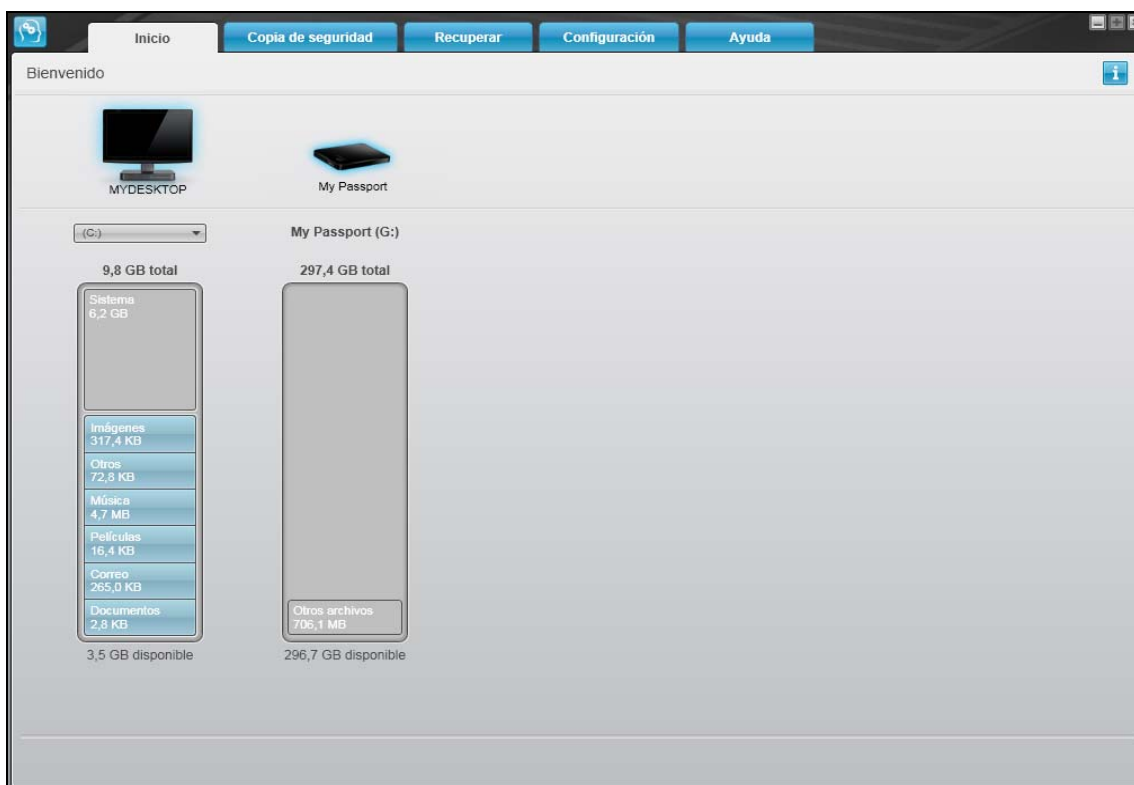 Inicio
Copia de seguridad
Recuperar
Configuración
Ayuda
Bienvenido
i
MYDESKTOP
My Passport
(C:)
My Passport (G:)
9,8 GB total
297,4 GB total
Sistema
6,2 GB
Imágenes
317,4 KB
Otros
72,8 KB
Música
4,7 MB
Películas
16,4 KB
Correo
265,0 KB
Documentos
2,8 KB
Otros archivos
706,1 MB
3,5 GB disponible
296,7 GB disponible